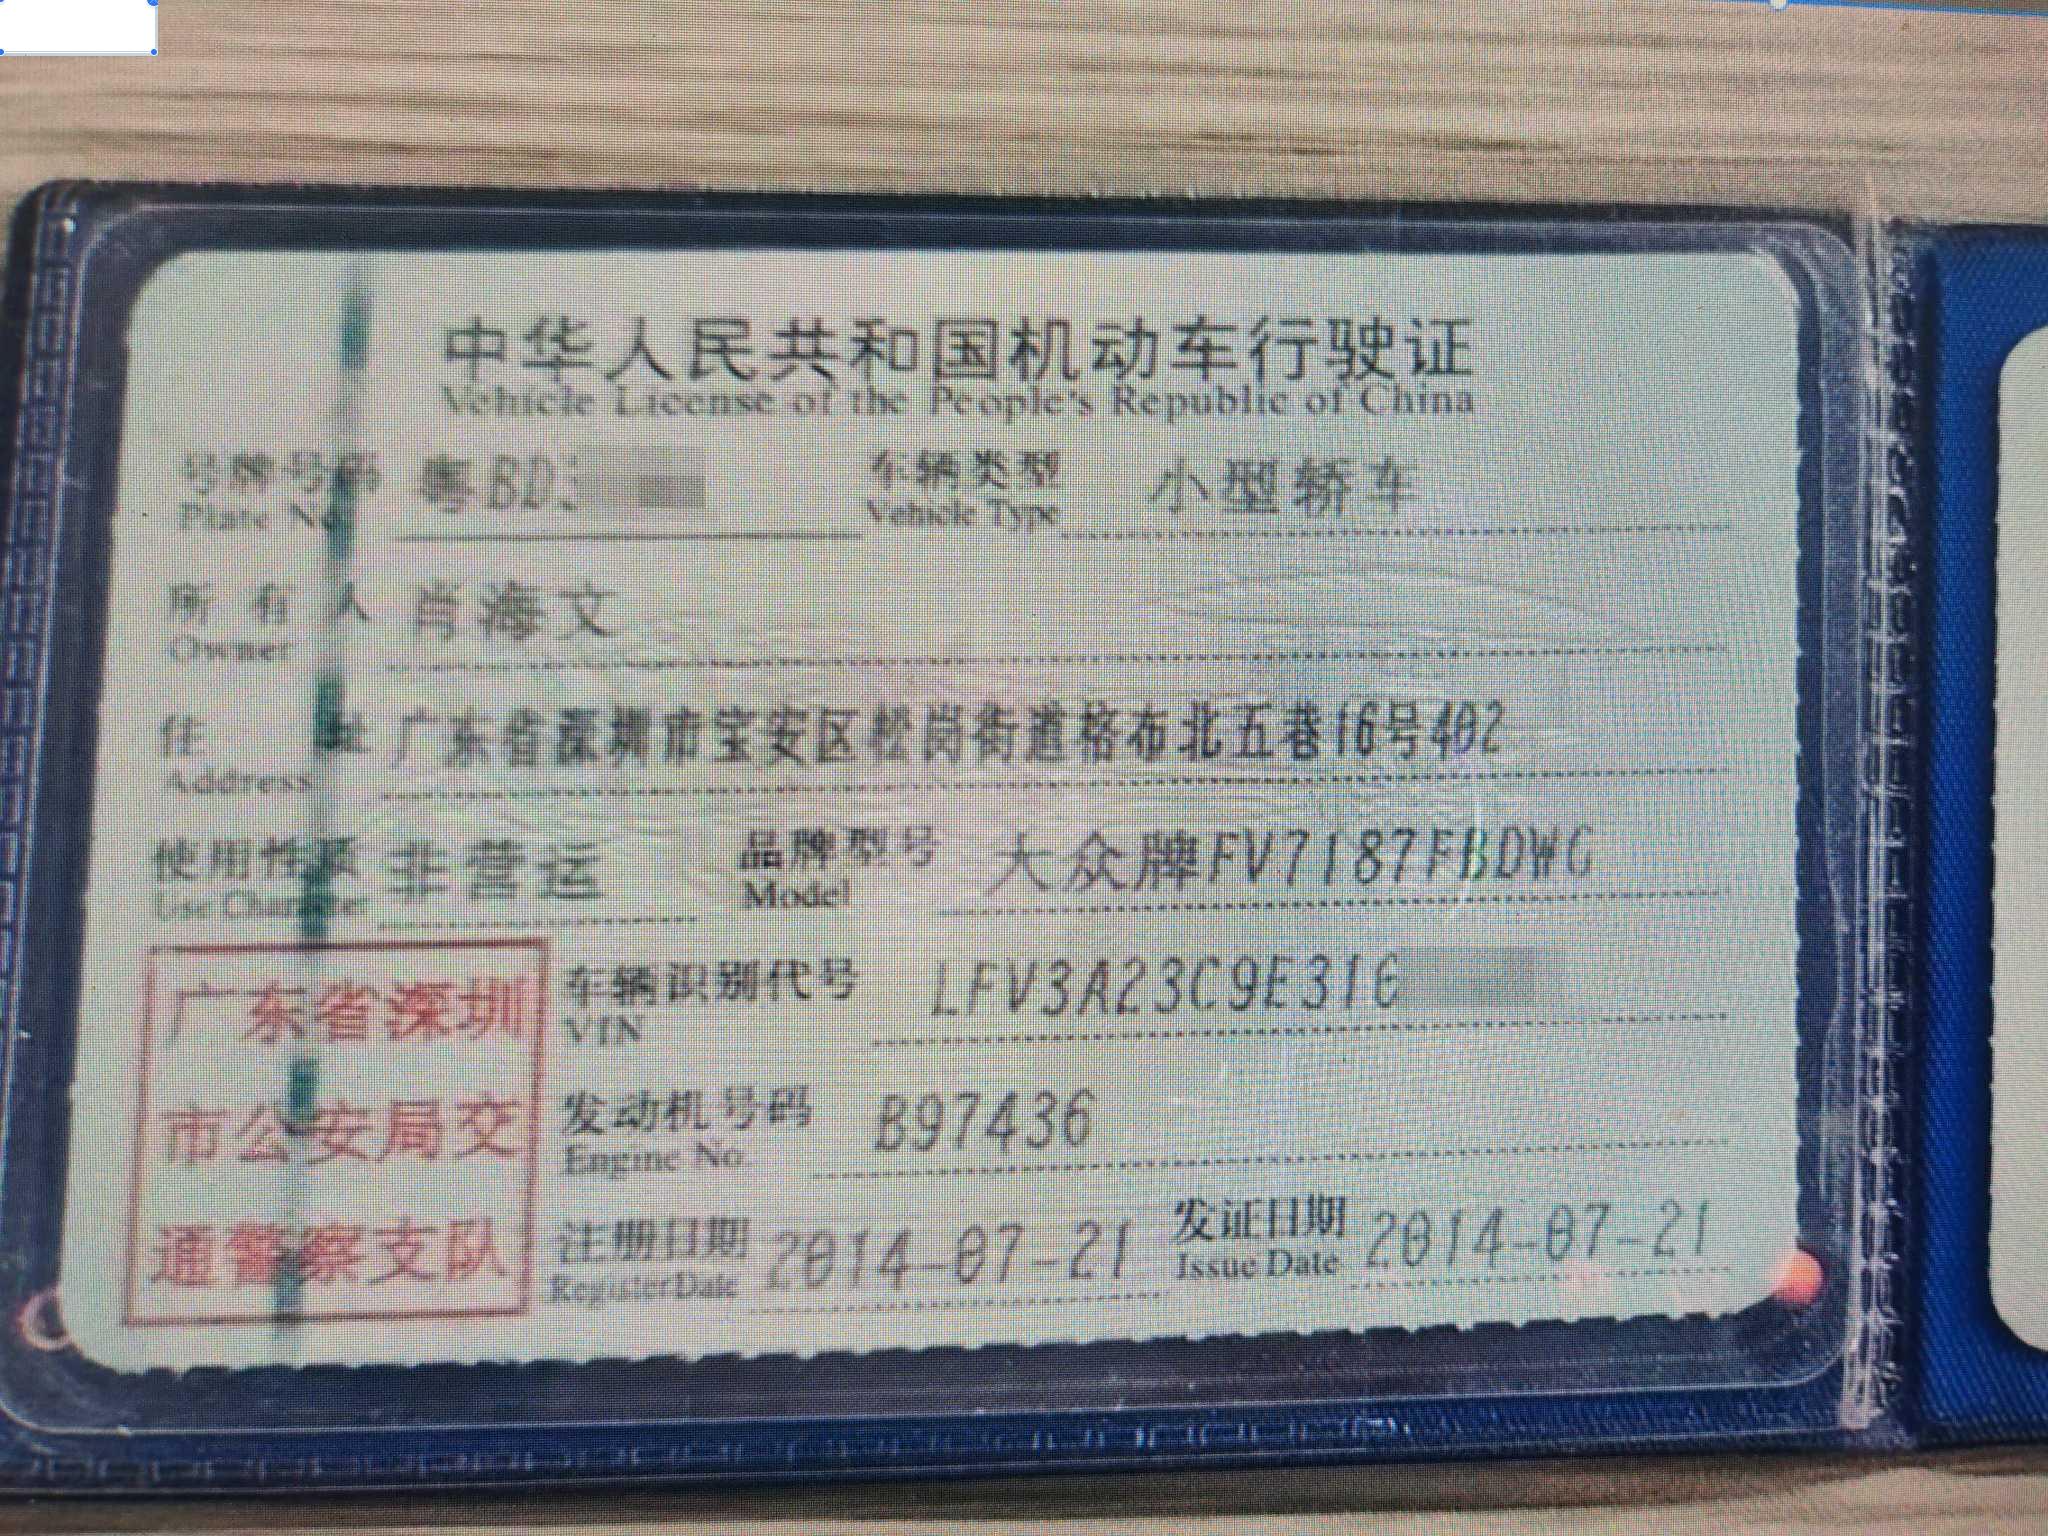 中华人民共和国机动车行驶证
Vehicle License of the People's Republic of China
号牌号码 粤BD 车辆类型 小型轿车
Plate No. Vehicle Type
所有人 肖海文
Owner
住址 广东省深圳市宝安区松岗街道格布北五巷16号402
Address
使用性质 非营运 品牌型号 大众牌FV7187FBDWG
Use Character Model
广东省深圳
市公安局交
通警察支队
车辆识别代号 LFV3A23C9E316
VIN
发动机号码 B97436
Engine No.
注册日期 2014-07-21 发证日期 2014-07-21
Register Date Issue Date